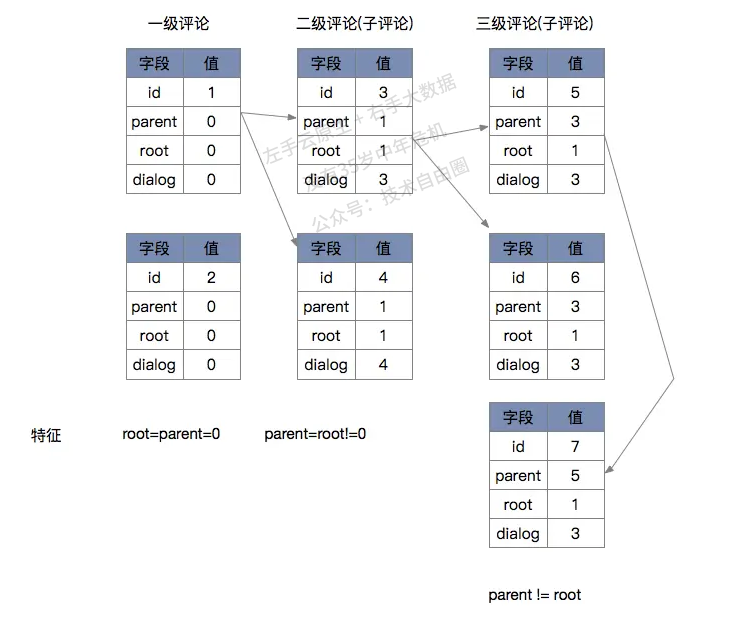 一级评论
字段 值
id 1
parent 0
root 0
dialog 0
字段 值
id 2
parent 0
root 0
dialog 0
二级评论(子评论)
字段 值
id 3
parent 1
root 1
dialog 3
字段 值
id 4
parent 1
root 1
dialog 4
三级评论(子评论)
字段 值
id 5
parent 3
root 1
dialog 3
字段 值
id 6
parent 3
root 1
dialog 3
字段 值
id 7
parent 5
root 1
dialog 3
特征
root=parent=0
parent=root!=0
parent != root
左手云原生 + 右手大数据
没有35岁中年危机
公众号：技术自由圈